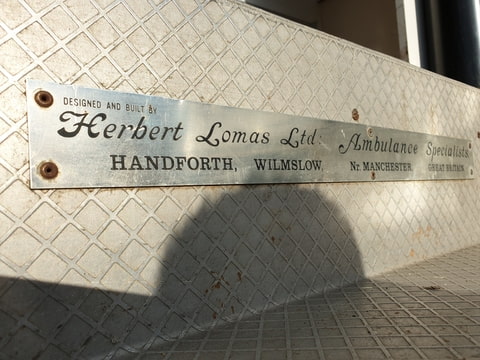 DESIGNED AND BUILT BY
Herbert Lomas Ltd. Ambulance Specialists,
HANDFORTH, WILMSLOW, Nr. MANCHESTER, GREAT BRITAIN